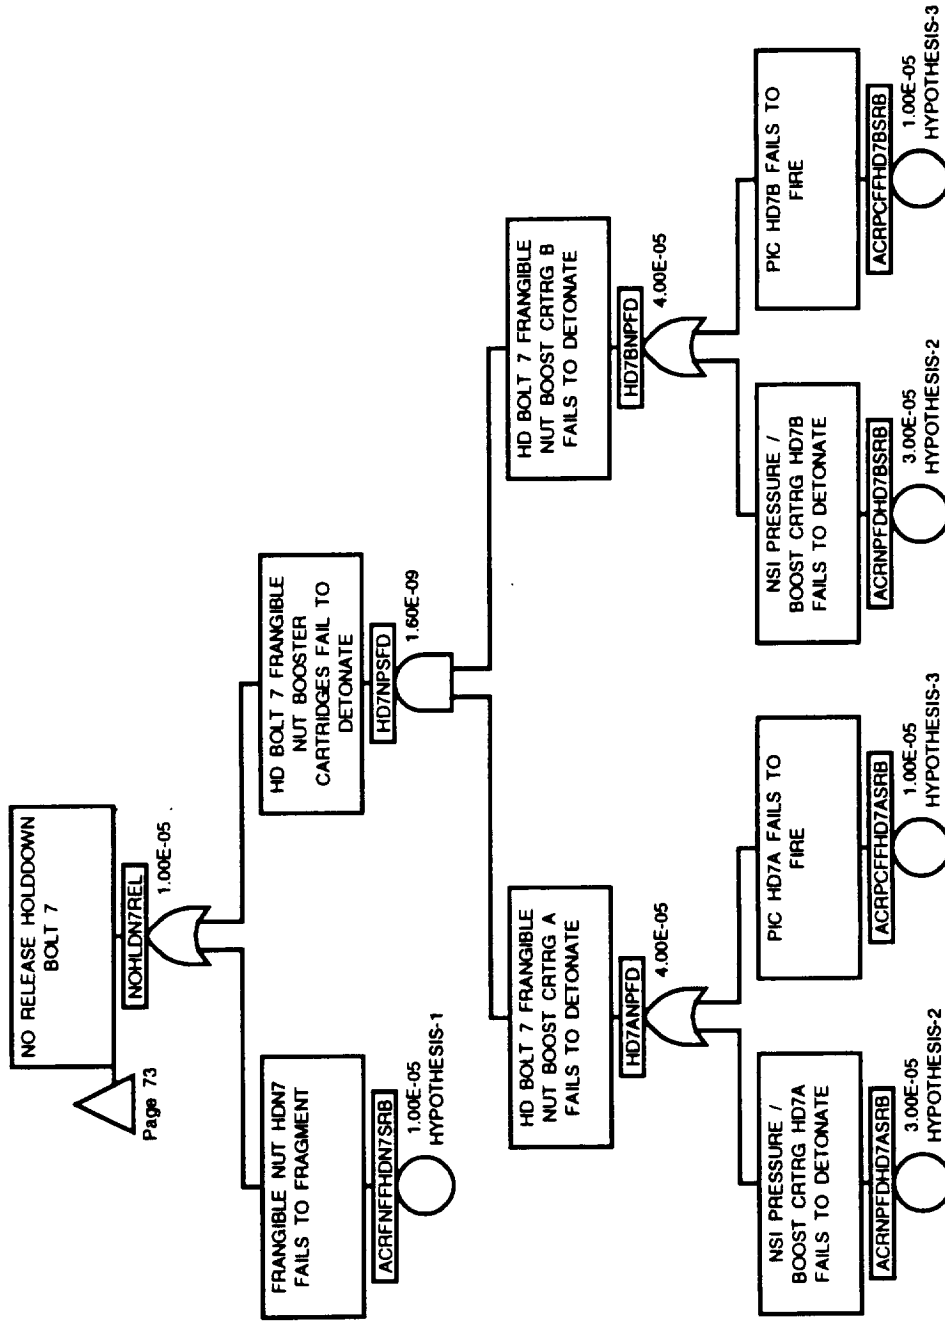 NO RELEASE HOLDDOWN
BOLT 7
Page 73
NOHLDN7REL
1.00E-05
FRANGIBLE NUT HDN7
FAILS TO FRAGMENT
ACRFNFFHDN7SRB
1.00E-05
HYPOTHESIS-1
HD BOLT 7 FRANGIBLE
NUT BOOSTER
CARTRIDGES FAIL TO
DETONATE
HD7NPSFD
1.60E-09
HD BOLT 7 FRANGIBLE
NUT BOOST CRTRG A
FAILS TO DETONATE
HD7ANPFD
4.00E-05
HD BOLT 7 FRANGIBLE
NUT BOOST CRTRG B
FAILS TO DETONATE
HD7BNPFD
4.00E-05
NSI PRESSURE /
BOOST CRTRG HD7A
FAILS TO DETONATE
ACRNPFDHD7ASRB
3.00E-05
HYPOTHESIS-2
PIC HD7A FAILS TO
FIRE
ACRPCFFHD7ASRB
1.00E-05
HYPOTHESIS-3
NSI PRESSURE /
BOOST CRTRG HD7B
FAILS TO DETONATE
ACRNPFDHD7BSRB
3.00E-05
HYPOTHESIS-2
PIC HD7B FAILS TO
FIRE
ACRPCFFHD7BSRB
1.00E-05
HYPOTHESIS-3